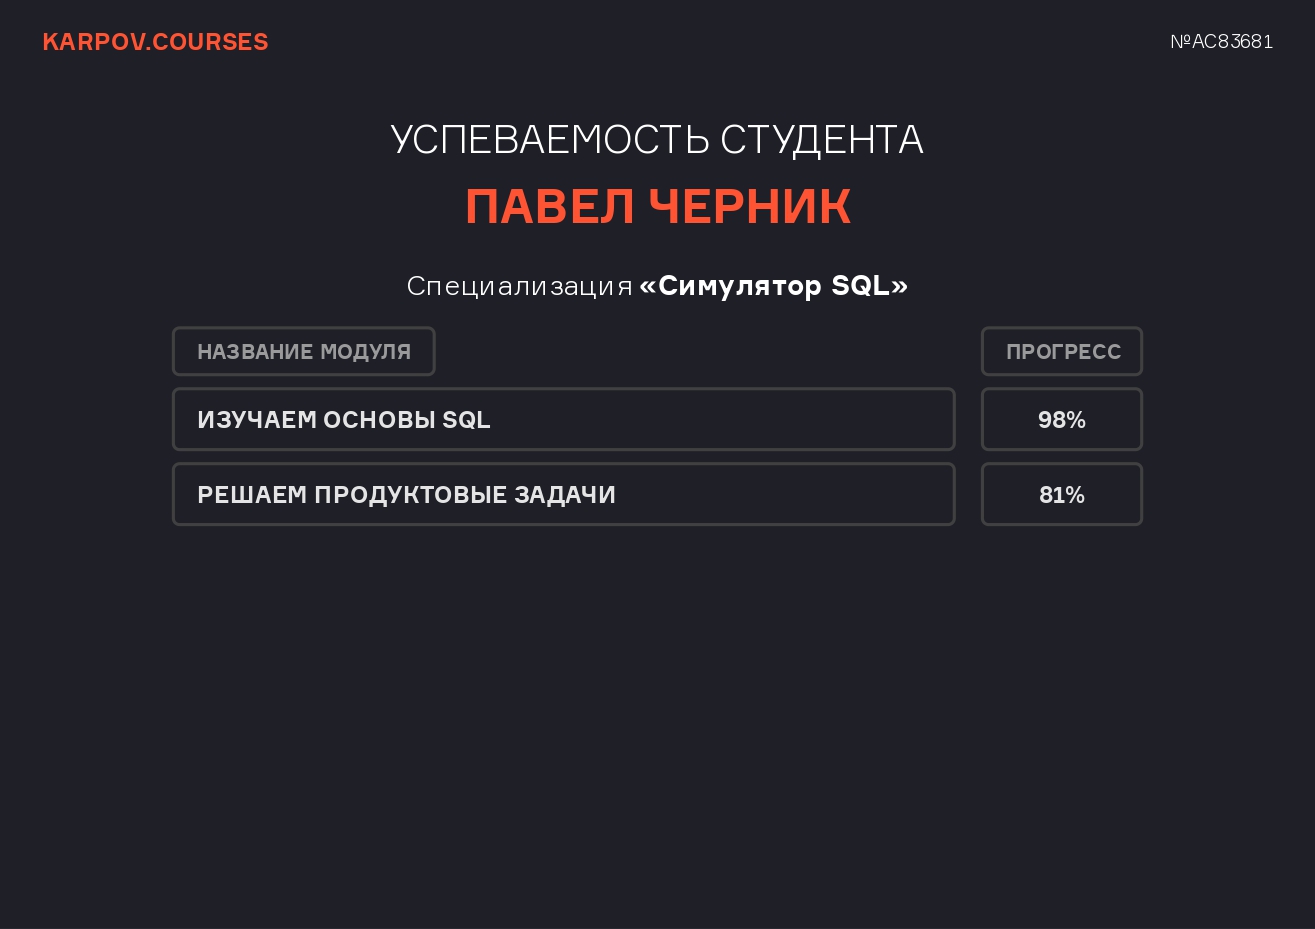 KARPOV.COURSES
№AC83681
УСПЕВАЕМОСТЬ СТУДЕНТА
ПАВЕЛ ЧЕРНИК
Специализация «Симулятор SQL»
НАЗВАНИЕ МОДУЛЯ
ПРОГРЕСС
ИЗУЧАЕМ ОСНОВЫ SQL
98%
РЕШАЕМ ПРОДУКТОВЫЕ ЗАДАЧИ
81%